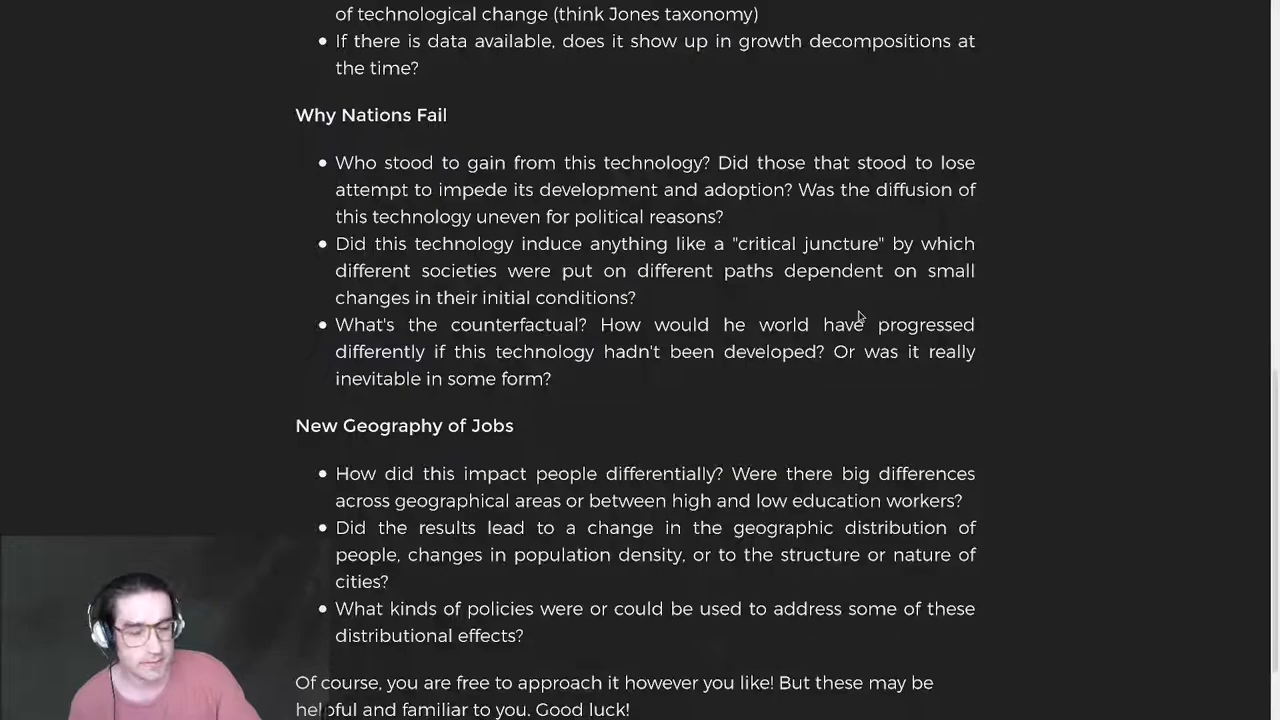 of technological change (think Jones taxonomy)
If there is data available, does it show up in growth decompositions at
the time?
Why Nations Fail
Who stood to gain from this technology? Did those that stood to lose
attempt to impede its development and adoption? Was the diffusion of
this technology uneven for political reasons?
Did this technology induce anything like a "critical juncture" by which
different societies were put on different paths dependent on small
changes in their initial conditions?
What's the counterfactual? How would he world have progressed
differently if this technology hadn't been developed? Or was it really
inevitable in some form?
New Geography of Jobs
How did this impact people differentially? Were there big differences
across geographical areas or between high and low education workers?
Did the results lead to a change in the geographic distribution of
people, changes in population density, or to the structure or nature of
cities?
What kinds of policies were or could be used to address some of these
distributional effects?
Of course, you are free to approach it however you like! But these may be
helpful and familiar to you. Good luck!